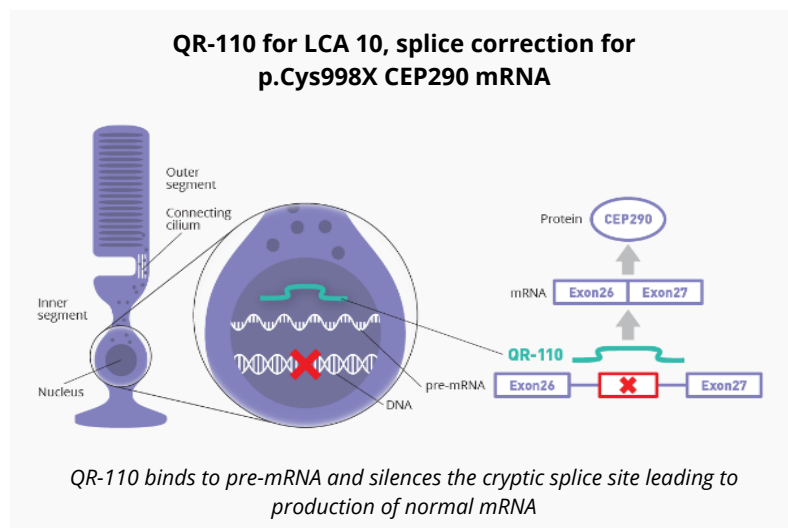 QR-110 for LCA 10, splice correction for
p.Cys998X CEP290 mRNA
Outer
segment
Connecting
cilium
Inner
segment
Nucleus
pre-mRNA
DNA
Protein
CEP290
mRNA
Exon26
Exon27
QR-110
Exon26
Exon27
QR-110 binds to pre-mRNA and silences the cryptic splice site leading to
production of normal mRNA